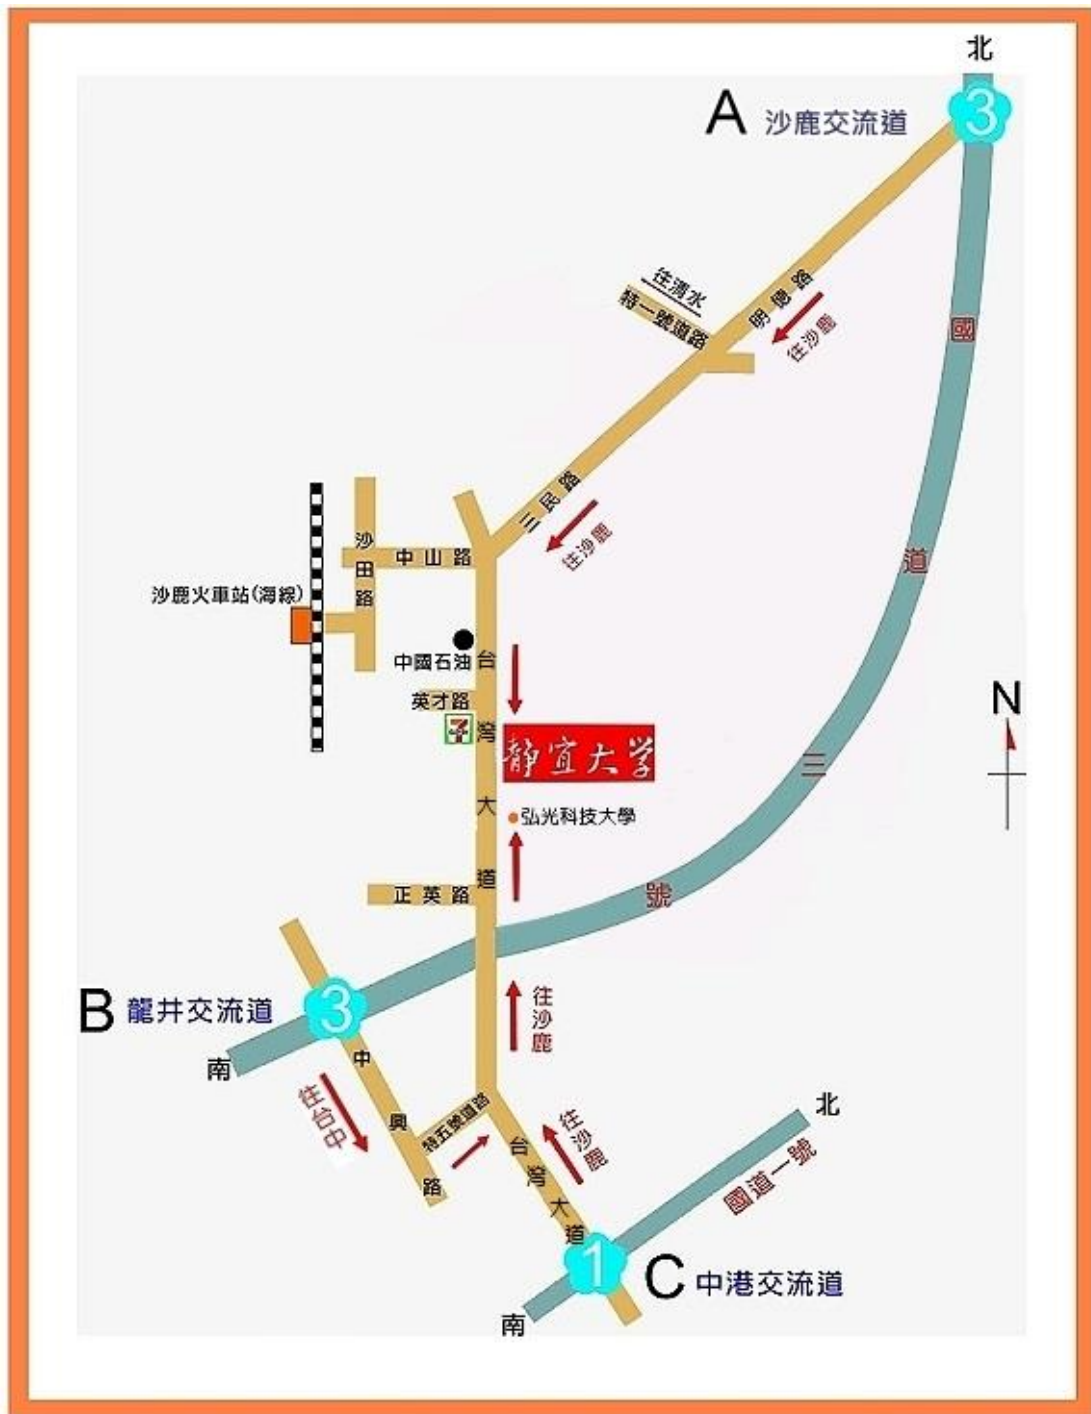 北
3
A 沙鹿交流道
往清水
特一號道路
明德路
往沙鹿
國道三號
三民路
往沙鹿
沙田路
中山路
沙鹿火車站(海線)
中國石油
台灣大道
英才路
7
静宜大学
N
弘光科技大學
正英路
B 龍井交流道
3
南
往沙鹿
中興路
往台中
特五號道路
往沙鹿
台灣大道
北
國道一號
1
C 中港交流道
南